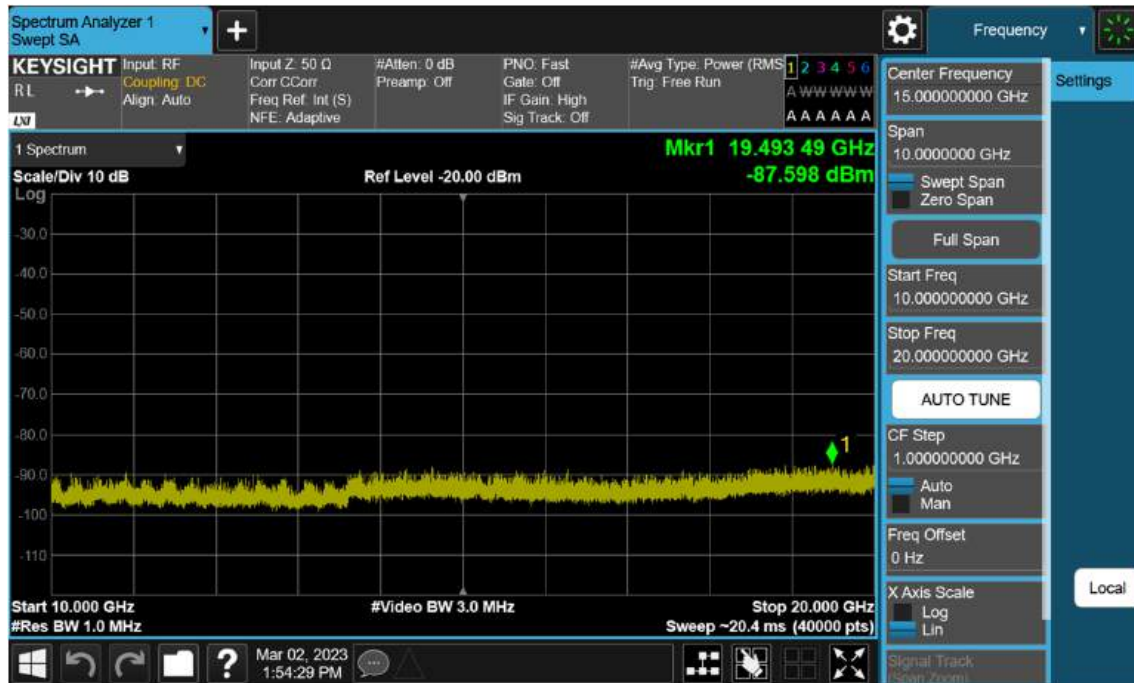 Spectrum Analyzer 1
Swept SA
Frequency
KEYSIGHT
RL
LXI
Input: RF
Coupling: DC
Align: Auto
Input Z: 50 Ω
Corr CCorr
Freq Ref: Int (S)
NFE: Adaptive
#Atten: 0 dB
Preamp: Off
PNO: Fast
Gate: Off
IF Gain: High
Sig Track: Off
#Avg Type: Power (RMS
Trig: Free Run
1 2 3 4 5 6
A W W W W W
A A A A A A
1 Spectrum
Scale/Div 10 dB
Ref Level -20.00 dBm
Mkr1 19.493 49 GHz
-87.598 dBm
Log
-30.0
-40.0
-50.0
-60.0
-70.0
-80.0
-90.0
-100
-110
1
Start 10.000 GHz
#Video BW 3.0 MHz
Stop 20.000 GHz
#Res BW 1.0 MHz
Sweep ~20.4 ms (40000 pts)
Mar 02, 2023
1:54:29 PM
Center Frequency
15.000000000 GHz
Span
10.0000000 GHz
Swept Span
Zero Span
Full Span
Start Freq
10.000000000 GHz
Stop Freq
20.000000000 GHz
AUTO TUNE
CF Step
1.000000000 GHz
Auto
Man
Freq Offset
0 Hz
X Axis Scale
Log
Lin
Signal Track
(Span Zoom)
Settings
Local